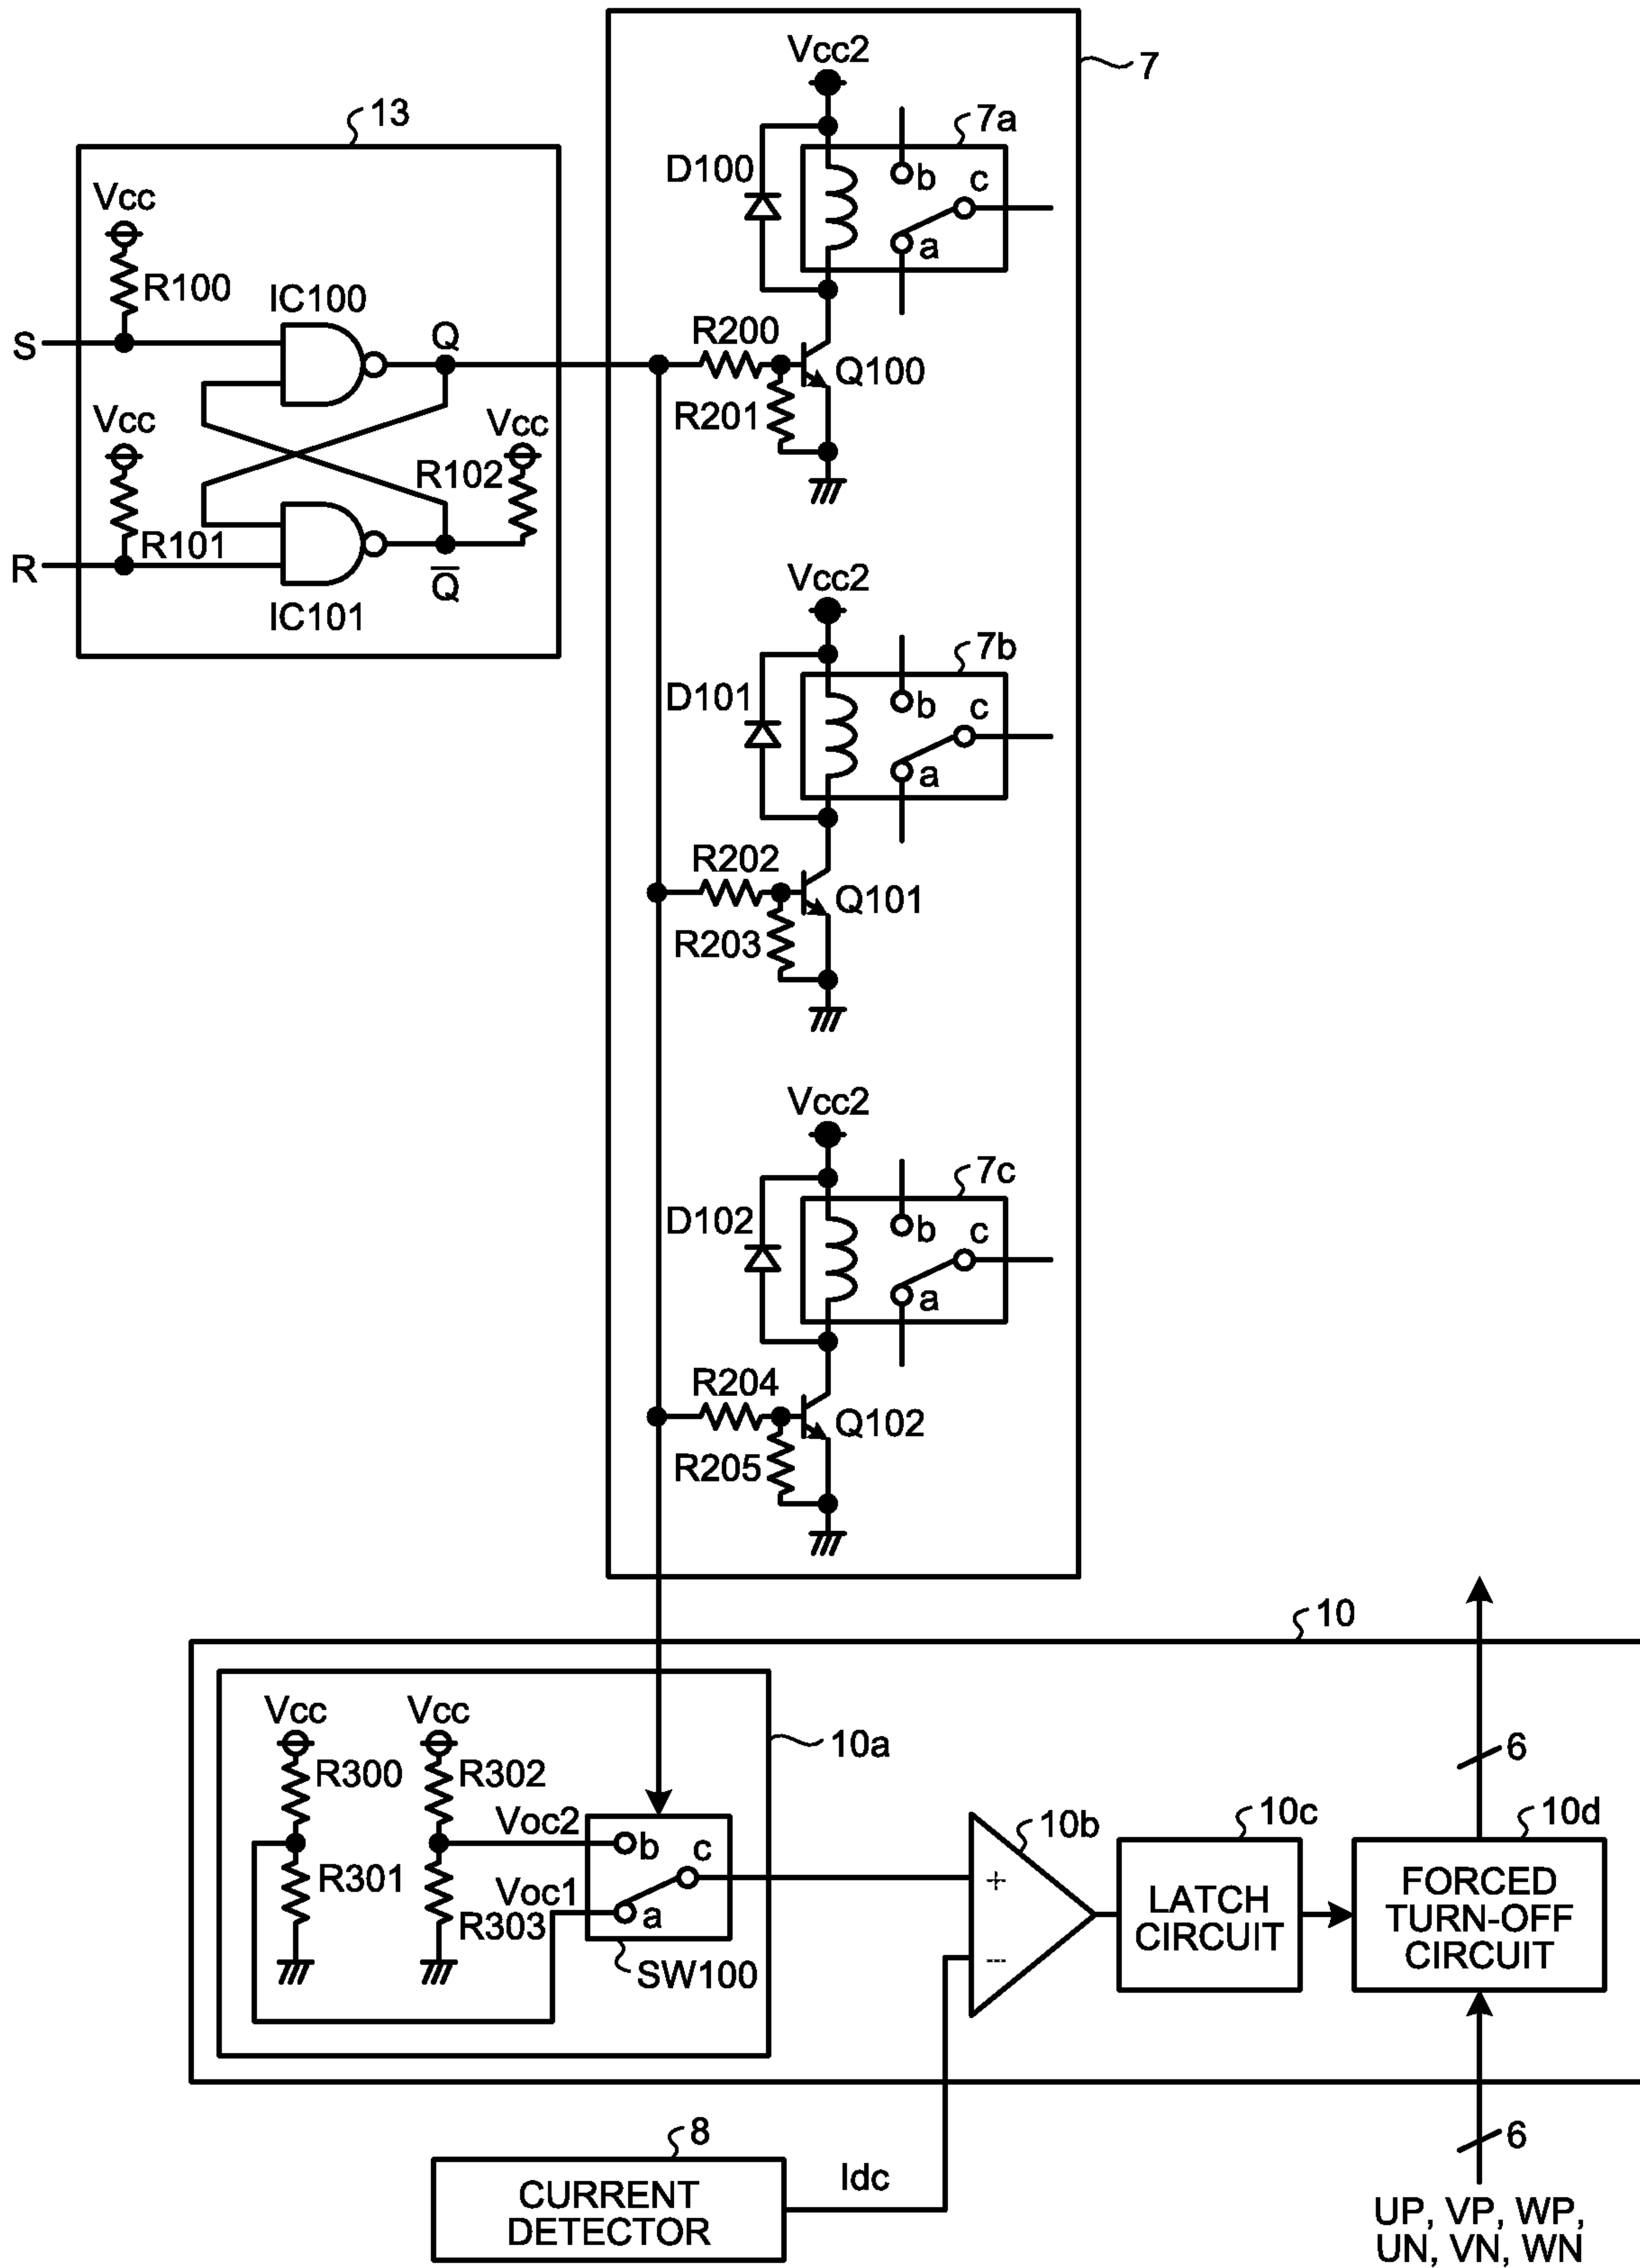 13
Vcc
R100
IC100
S
Q
Vcc
Vcc
R102
R101
R
IC101
Q̅
7
Vcc2
7a
D100
b
c
a
R200
Q100
R201
Vcc2
7b
D101
b
c
a
R202
Q101
R203
Vcc2
7c
D102
b
c
a
R204
Q102
R205
10
10a
Vcc
Vcc
R300
R302
Voc2
b
c
R301
Voc1
a
R303
SW100
10b
+
---
10c
LATCH
CIRCUIT
10d
FORCED
TURN-OFF
CIRCUIT
6
6
8
CURRENT
DETECTOR
Idc
UP, VP, WP,
UN, VN, WN